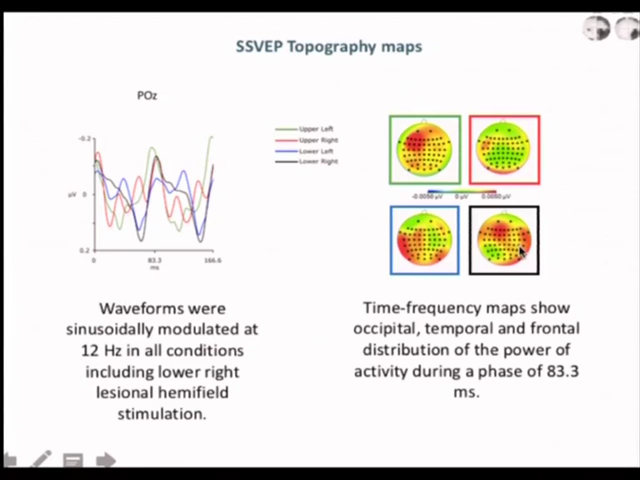 SSVEP Topography maps
POz
-0.2
µV 0
0.2
0
83.3
166.6
ms
Upper Left
Upper Right
Lower Left
Lower Right
-0.0050 µV 0 µV 0.0050 µV
Waveforms were
sinusoidally modulated at
12 Hz in all conditions
including lower right
lesional hemifield
stimulation.
Time-frequency maps show
occipital, temporal and frontal
distribution of the power of
activity during a phase of 83.3
ms.